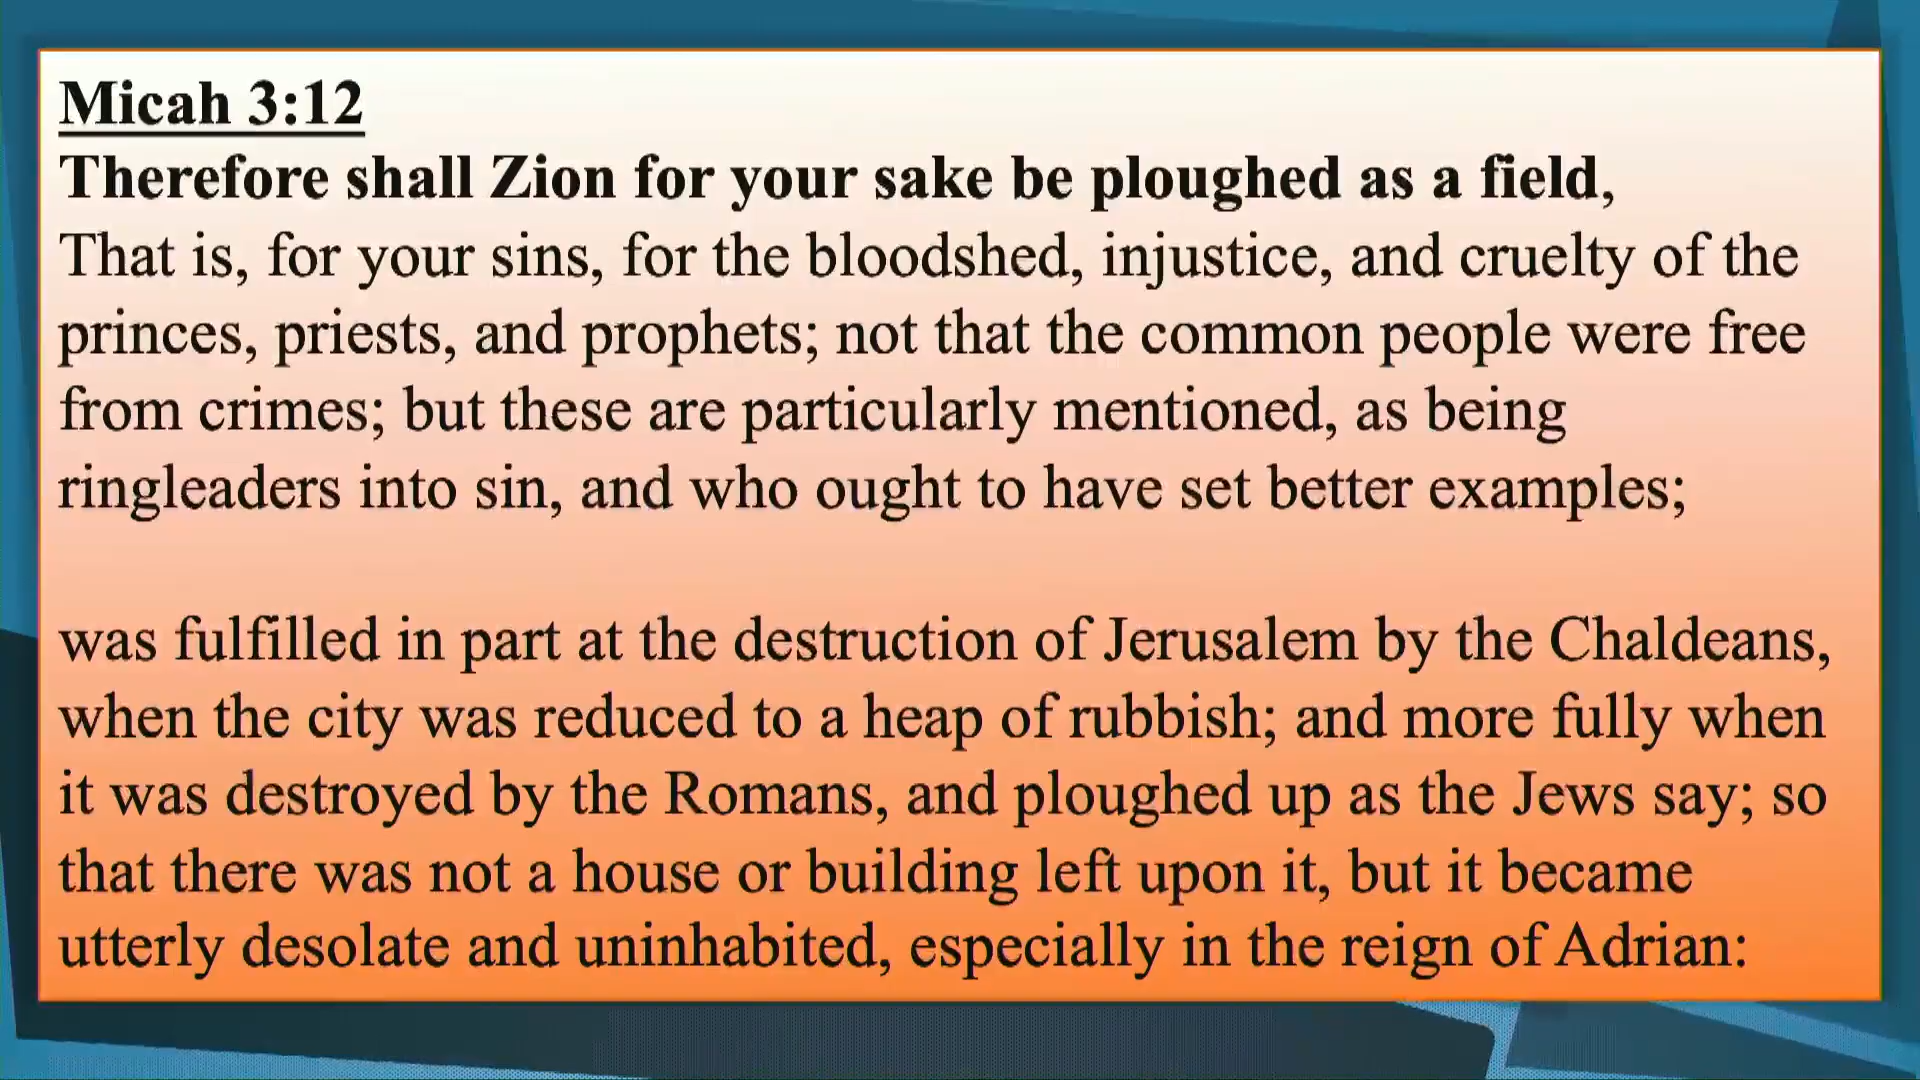 Micah 3:12
Therefore shall Zion for your sake be ploughed as a field,
That is, for your sins, for the bloodshed, injustice, and cruelty of the
princes, priests, and prophets; not that the common people were free
from crimes; but these are particularly mentioned, as being
ringleaders into sin, and who ought to have set better examples;
was fulfilled in part at the destruction of Jerusalem by the Chaldeans,
when the city was reduced to a heap of rubbish; and more fully when
it was destroyed by the Romans, and ploughed up as the Jews say; so
that there was not a house or building left upon it, but it became
utterly desolate and uninhabited, especially in the reign of Adrian: